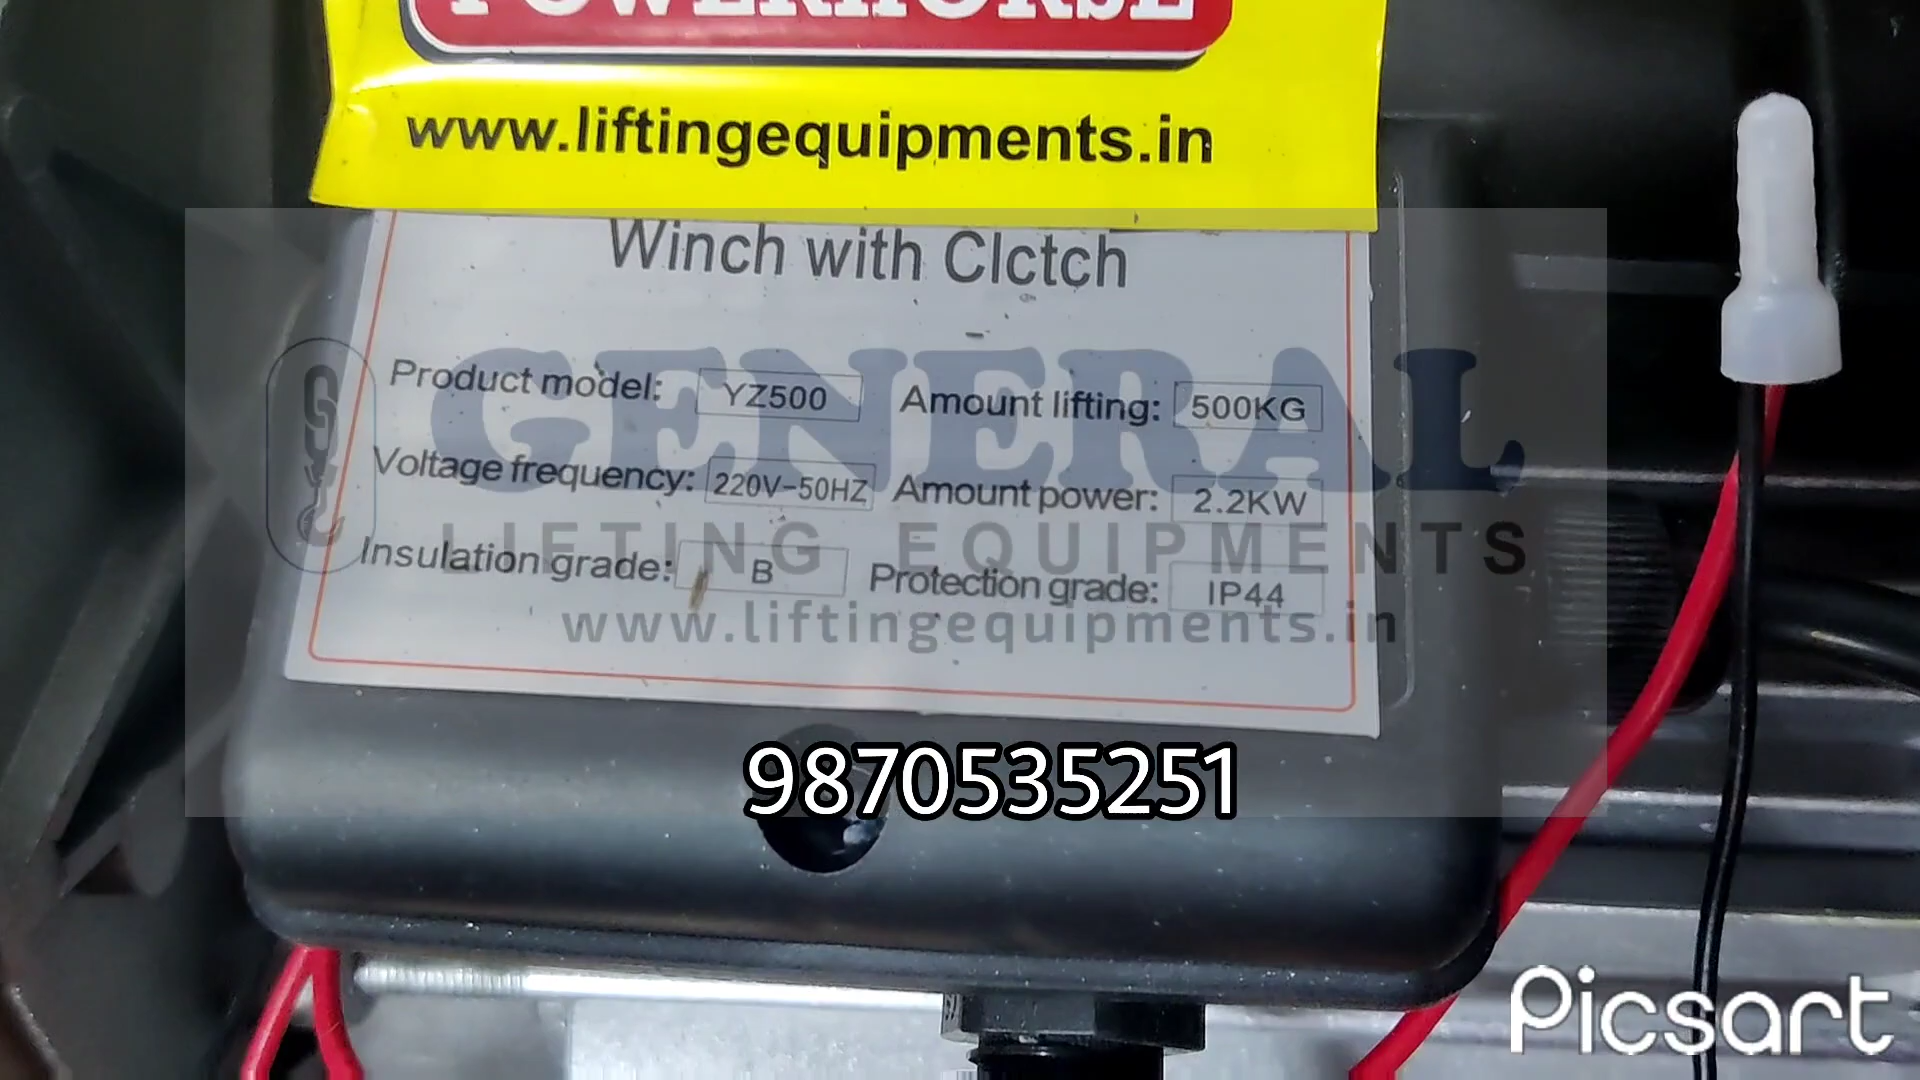 POWERHORSE
www.liftingequipments.in
Winch with Clctch
Product model: YZ500 Amount lifting: 500KG
Voltage frequency: 220V-50HZ Amount power: 2.2KW
Insulation grade: B Protection grade: IP44
GENERAL
LIFTING EQUIPMENTS
www.liftingequipments.in
9870535251
Picsart